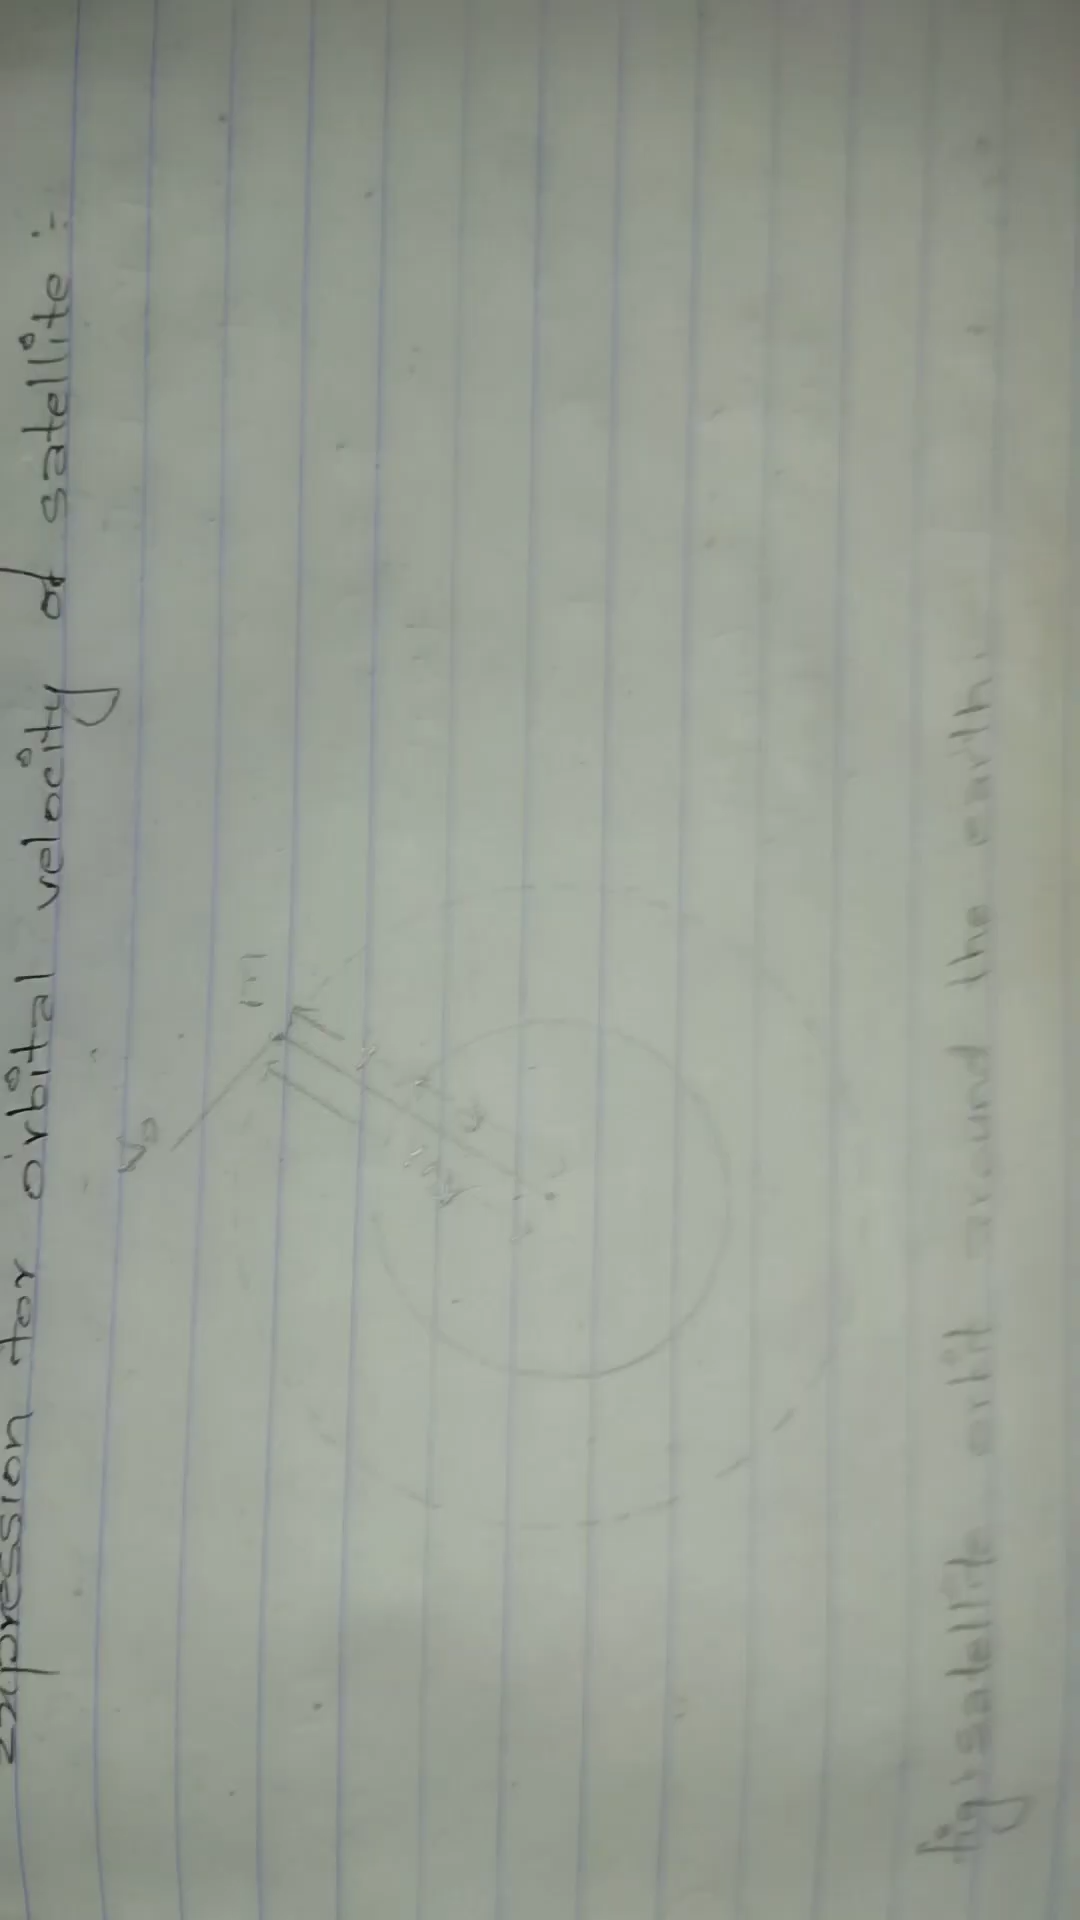 Expression for orbital velocity of satellite :-
v₀
m
R
fig. satellite orbit around the earth.